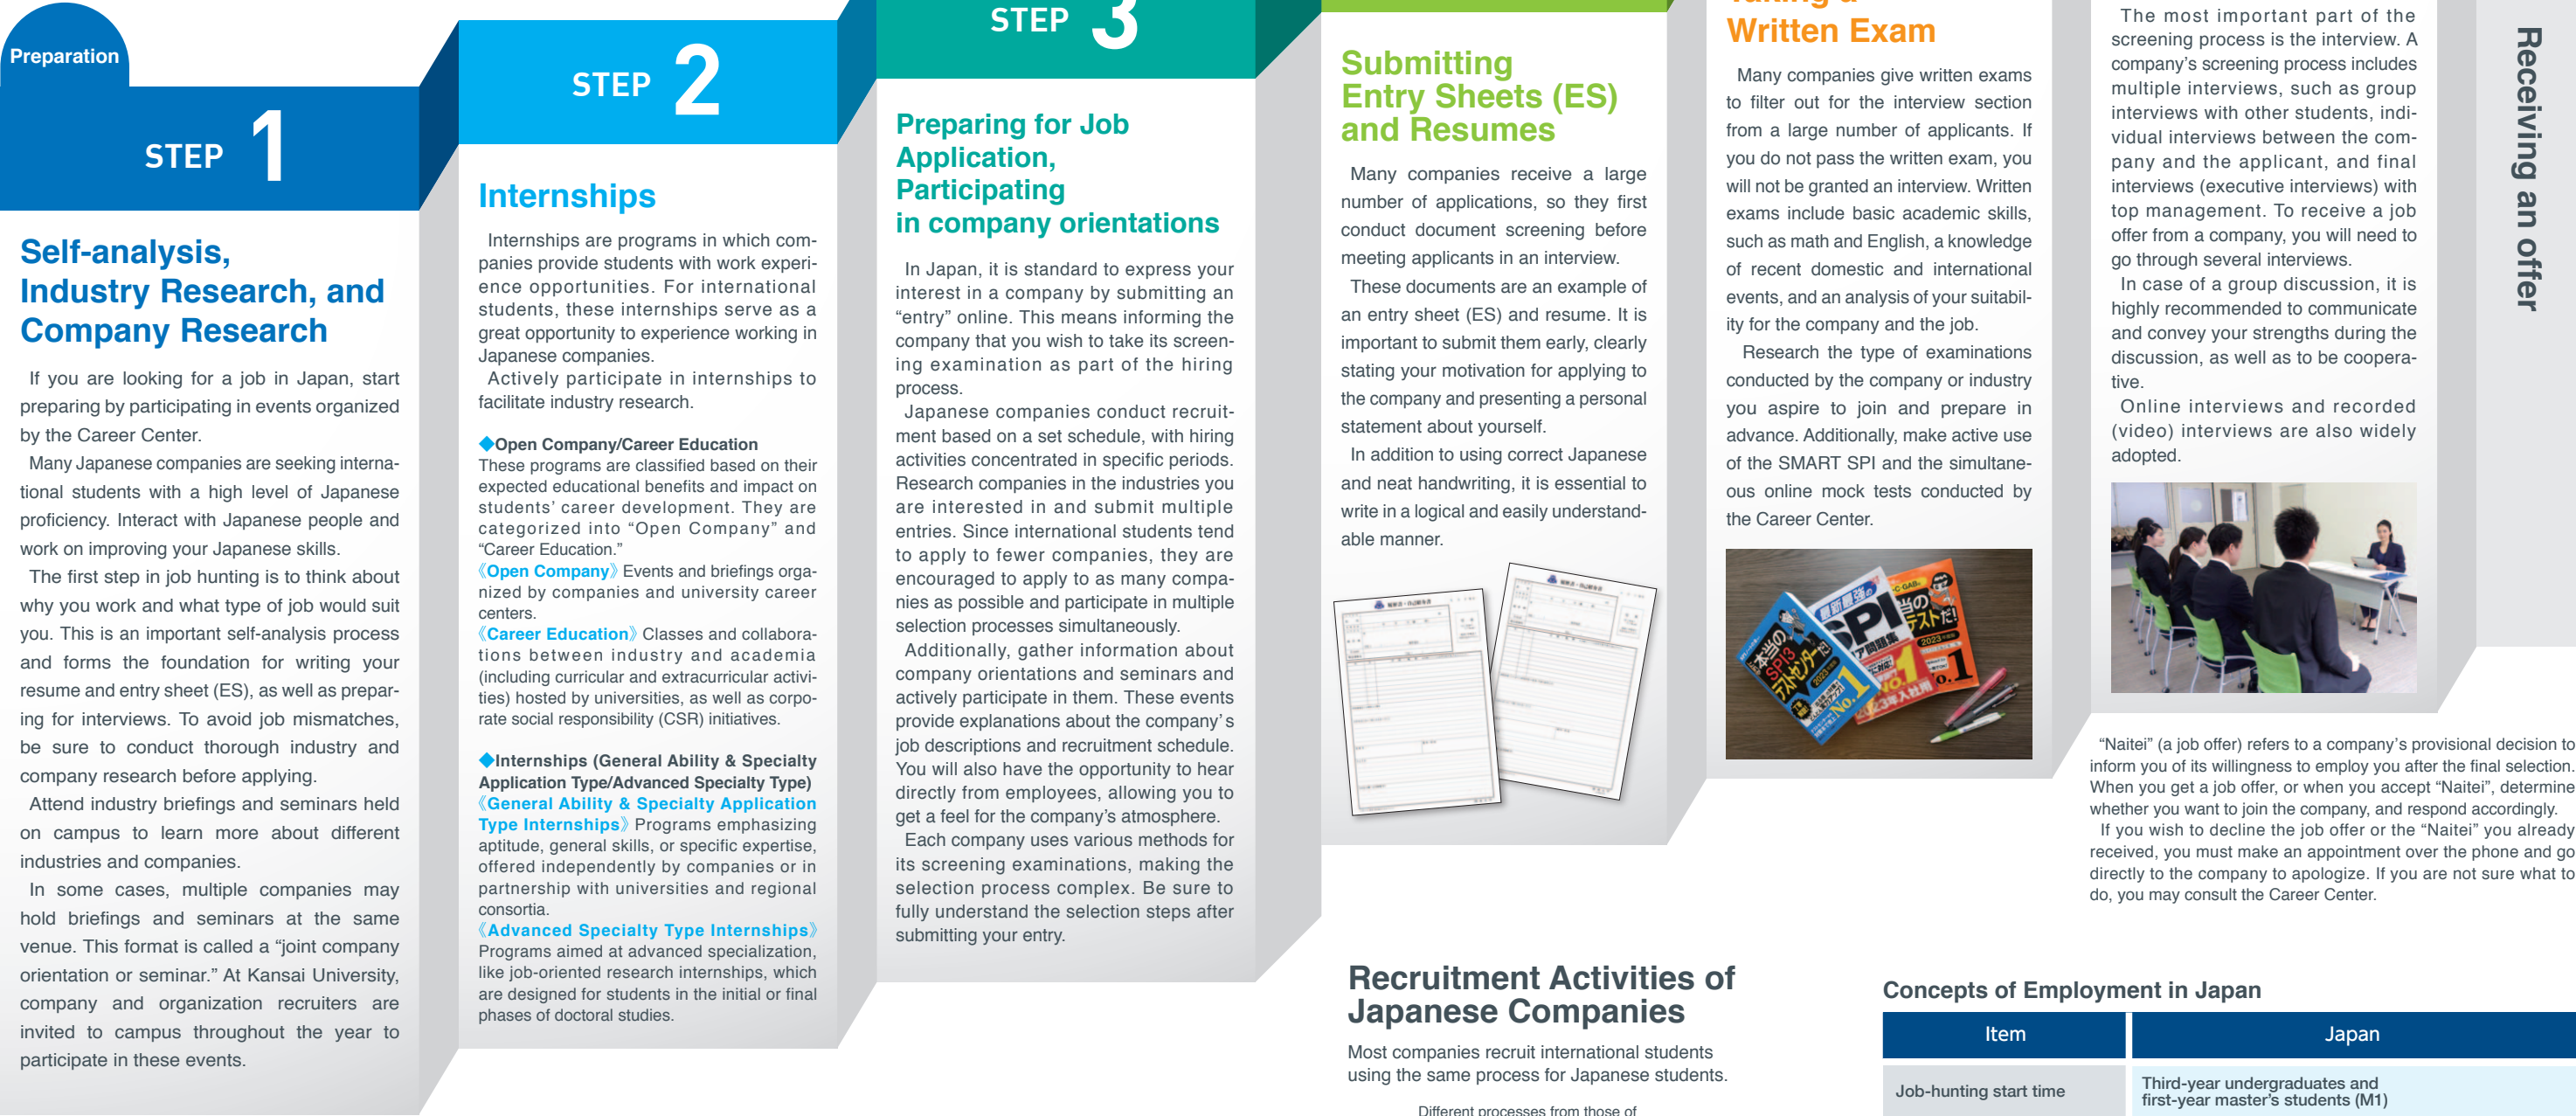 Preparation
STEP 1
Self-analysis,
Industry Research, and
Company Research
If you are looking for a job in Japan, start
preparing by participating in events organized
by the Career Center.
Many Japanese companies are seeking interna-
tional students with a high level of Japanese
proficiency. Interact with Japanese people and
work on improving your Japanese skills.
The first step in job hunting is to think about
why you work and what type of job would suit
you. This is an important self-analysis process
and forms the foundation for writing your
resume and entry sheet (ES), as well as prepar-
ing for interviews. To avoid job mismatches,
be sure to conduct thorough industry and
company research before applying.
Attend industry briefings and seminars held
on campus to learn more about different
industries and companies.
In some cases, multiple companies may
hold briefings and seminars at the same
venue. This format is called a “joint company
orientation or seminar.” At Kansai University,
company and organization recruiters are
invited to campus throughout the year to
participate in these events.
STEP 2
Internships
Internships are programs in which com-
panies provide students with work experi-
ence opportunities. For international
students, these internships serve as a
great opportunity to experience working in
Japanese companies.
Actively participate in internships to
facilitate industry research.
◆Open Company/Career Education
These programs are classified based on their
expected educational benefits and impact on
students’ career development. They are
categorized into “Open Company” and
“Career Education.”
《Open Company》Events and briefings orga-
nized by companies and university career
centers.
《Career Education》Classes and collabora-
tions between industry and academia
(including curricular and extracurricular activi-
ties) hosted by universities, as well as corpo-
rate social responsibility (CSR) initiatives.
◆Internships (General Ability & Specialty
Application Type/Advanced Specialty Type)
《General Ability & Specialty Application
Type Internships》Programs emphasizing
aptitude, general skills, or specific expertise,
offered independently by companies or in
partnership with universities and regional
consortia.
《Advanced Specialty Type Internships》
Programs aimed at advanced specialization,
like job-oriented research internships, which
are designed for students in the initial or final
phases of doctoral studies.
STEP 3
Preparing for Job
Application,
Participating
in company orientations
In Japan, it is standard to express your
interest in a company by submitting an
“entry” online. This means informing the
company that you wish to take its screen-
ing examination as part of the hiring
process.
Japanese companies conduct recruit-
ment based on a set schedule, with hiring
activities concentrated in specific periods.
Research companies in the industries you
are interested in and submit multiple
entries. Since international students tend
to apply to fewer companies, they are
encouraged to apply to as many compa-
nies as possible and participate in multiple
selection processes simultaneously.
Additionally, gather information about
company orientations and seminars and
actively participate in them. These events
provide explanations about the company’s
job descriptions and recruitment schedule.
You will also have the opportunity to hear
directly from employees, allowing you to
get a feel for the company’s atmosphere.
Each company uses various methods for
its screening examinations, making the
selection process complex. Be sure to
fully understand the selection steps after
submitting your entry.
Submitting
Entry Sheets (ES)
and Resumes
Many companies receive a large
number of applications, so they first
conduct document screening before
meeting applicants in an interview.
These documents are an example of
an entry sheet (ES) and resume. It is
important to submit them early, clearly
stating your motivation for applying to
the company and presenting a personal
statement about yourself.
In addition to using correct Japanese
and neat handwriting, it is essential to
write in a logical and easily understand-
able manner.
Written Exam
Many companies give written exams
to filter out for the interview section
from a large number of applicants. If
you do not pass the written exam, you
will not be granted an interview. Written
exams include basic academic skills,
such as math and English, a knowledge
of recent domestic and international
events, and an analysis of your suitabil-
ity for the company and the job.
Research the type of examinations
conducted by the company or industry
you aspire to join and prepare in
advance. Additionally, make active use
of the SMART SPI and the simultane-
ous online mock tests conducted by
the Career Center.
本当の
SPI3
テストセンターだ!
No.1
SPI
No.1
2023年入社用
No.1
The most important part of the
screening process is the interview. A
company’s screening process includes
multiple interviews, such as group
interviews with other students, indi-
vidual interviews between the com-
pany and the applicant, and final
interviews (executive interviews) with
top management. To receive a job
offer from a company, you will need to
go through several interviews.
In case of a group discussion, it is
highly recommended to communicate
and convey your strengths during the
discussion, as well as to be coopera-
tive.
Online interviews and recorded
(video) interviews are also widely
adopted.
Receiving an offer
“Naitei” (a job offer) refers to a company’s provisional decision to
inform you of its willingness to employ you after the final selection.
When you get a job offer, or when you accept “Naitei”, determine
whether you want to join the company, and respond accordingly.
If you wish to decline the job offer or the “Naitei” you already
received, you must make an appointment over the phone and go
directly to the company to apologize. If you are not sure what to
do, you may consult the Career Center.
Recruitment Activities of
Japanese Companies
Most companies recruit international students
using the same process for Japanese students.
Different processes from those of
Concepts of Employment in Japan
Item
Japan
Job-hunting start time
Third-year undergraduates and
first-year master’s students (M1)